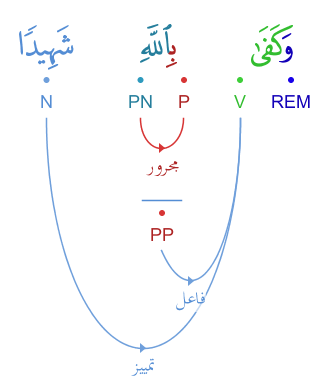 وَكَفَىٰ بِٱللَّهِ شَهِيدًا
REM V P PN N
مجرور
PP
فاعل
تمييز